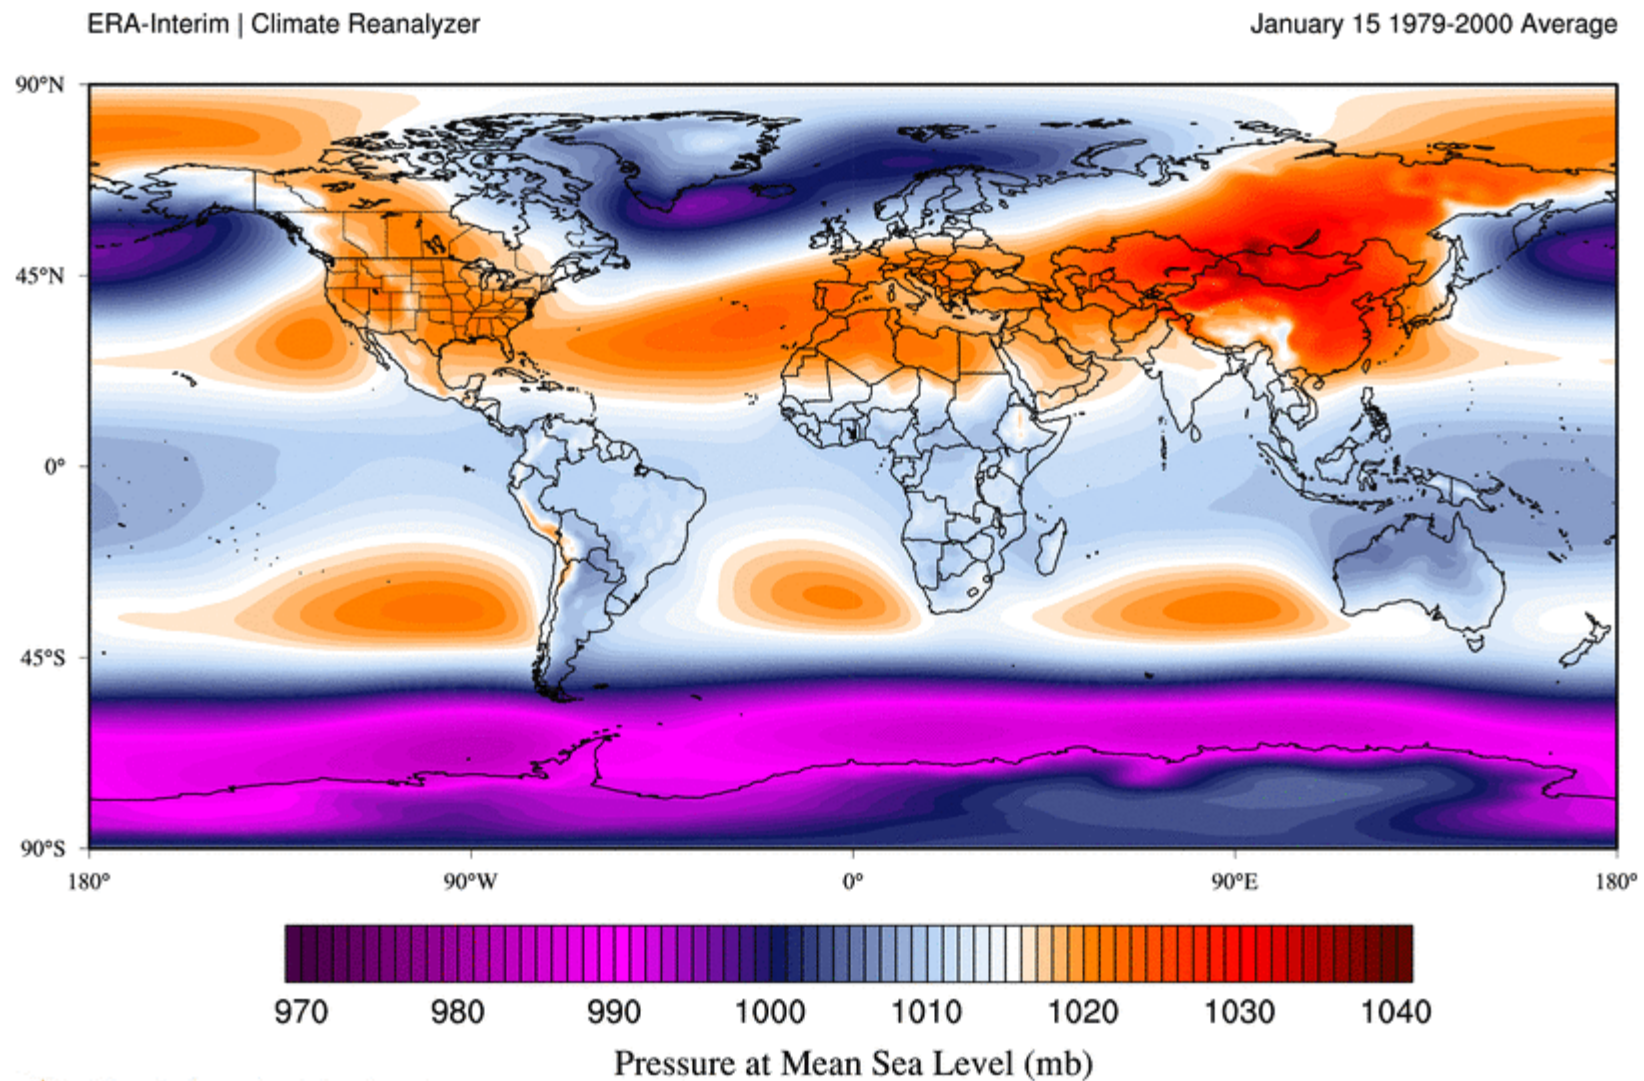 ERA-Interim | Climate Reanalyzer
January 15 1979-2000 Average
90°N
45°N
0°
45°S
90°S
180°
90°W
0°
90°E
180°
970
980
990
1000
1010
1020
1030
1040
Pressure at Mean Sea Level (mb)